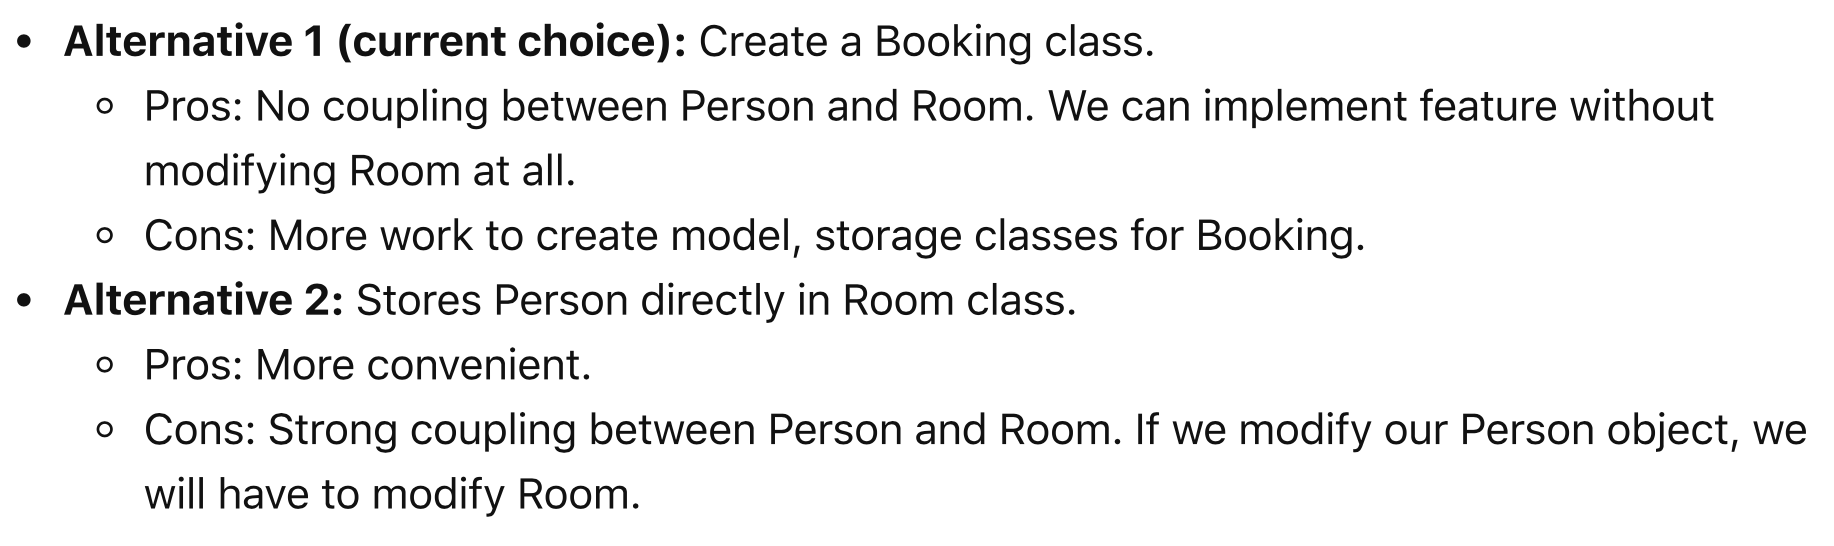 • Alternative 1 (current choice): Create a Booking class.
◦ Pros: No coupling between Person and Room. We can implement feature without
modifying Room at all.
◦ Cons: More work to create model, storage classes for Booking.
• Alternative 2: Stores Person directly in Room class.
◦ Pros: More convenient.
◦ Cons: Strong coupling between Person and Room. If we modify our Person object, we
will have to modify Room.